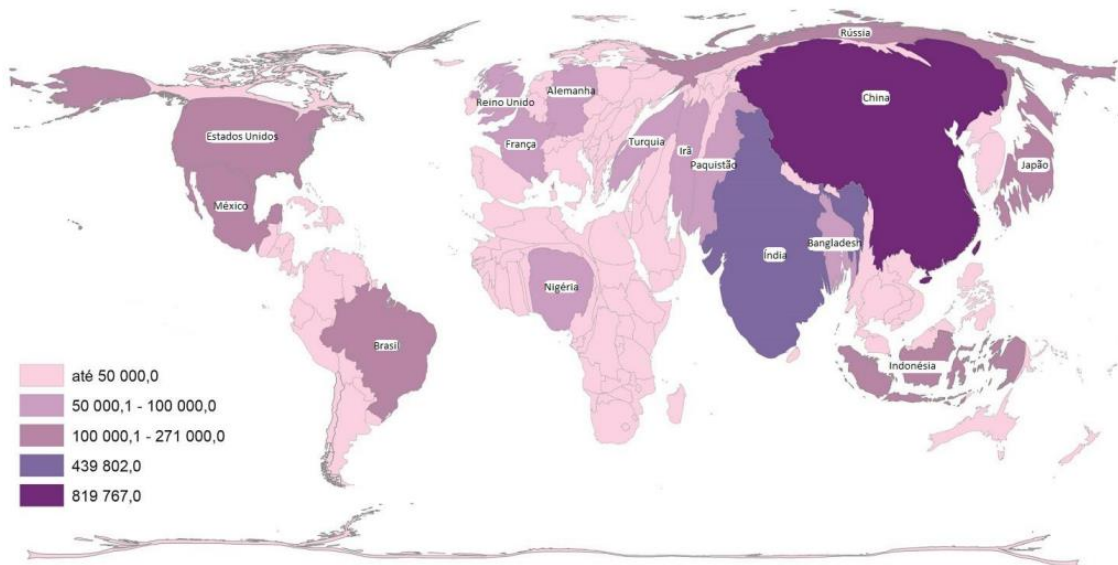 Rússia
China
Reino Unido
Alemanha
Estados Unidos
França
Turquia
Irã
Paquistão
Japão
México
Bangladesh
Índia
Nigéria
Brasil
Indonésia
até 50 000,0
50 000,1 - 100 000,0
100 000,1 - 271 000,0
439 802,0
819 767,0